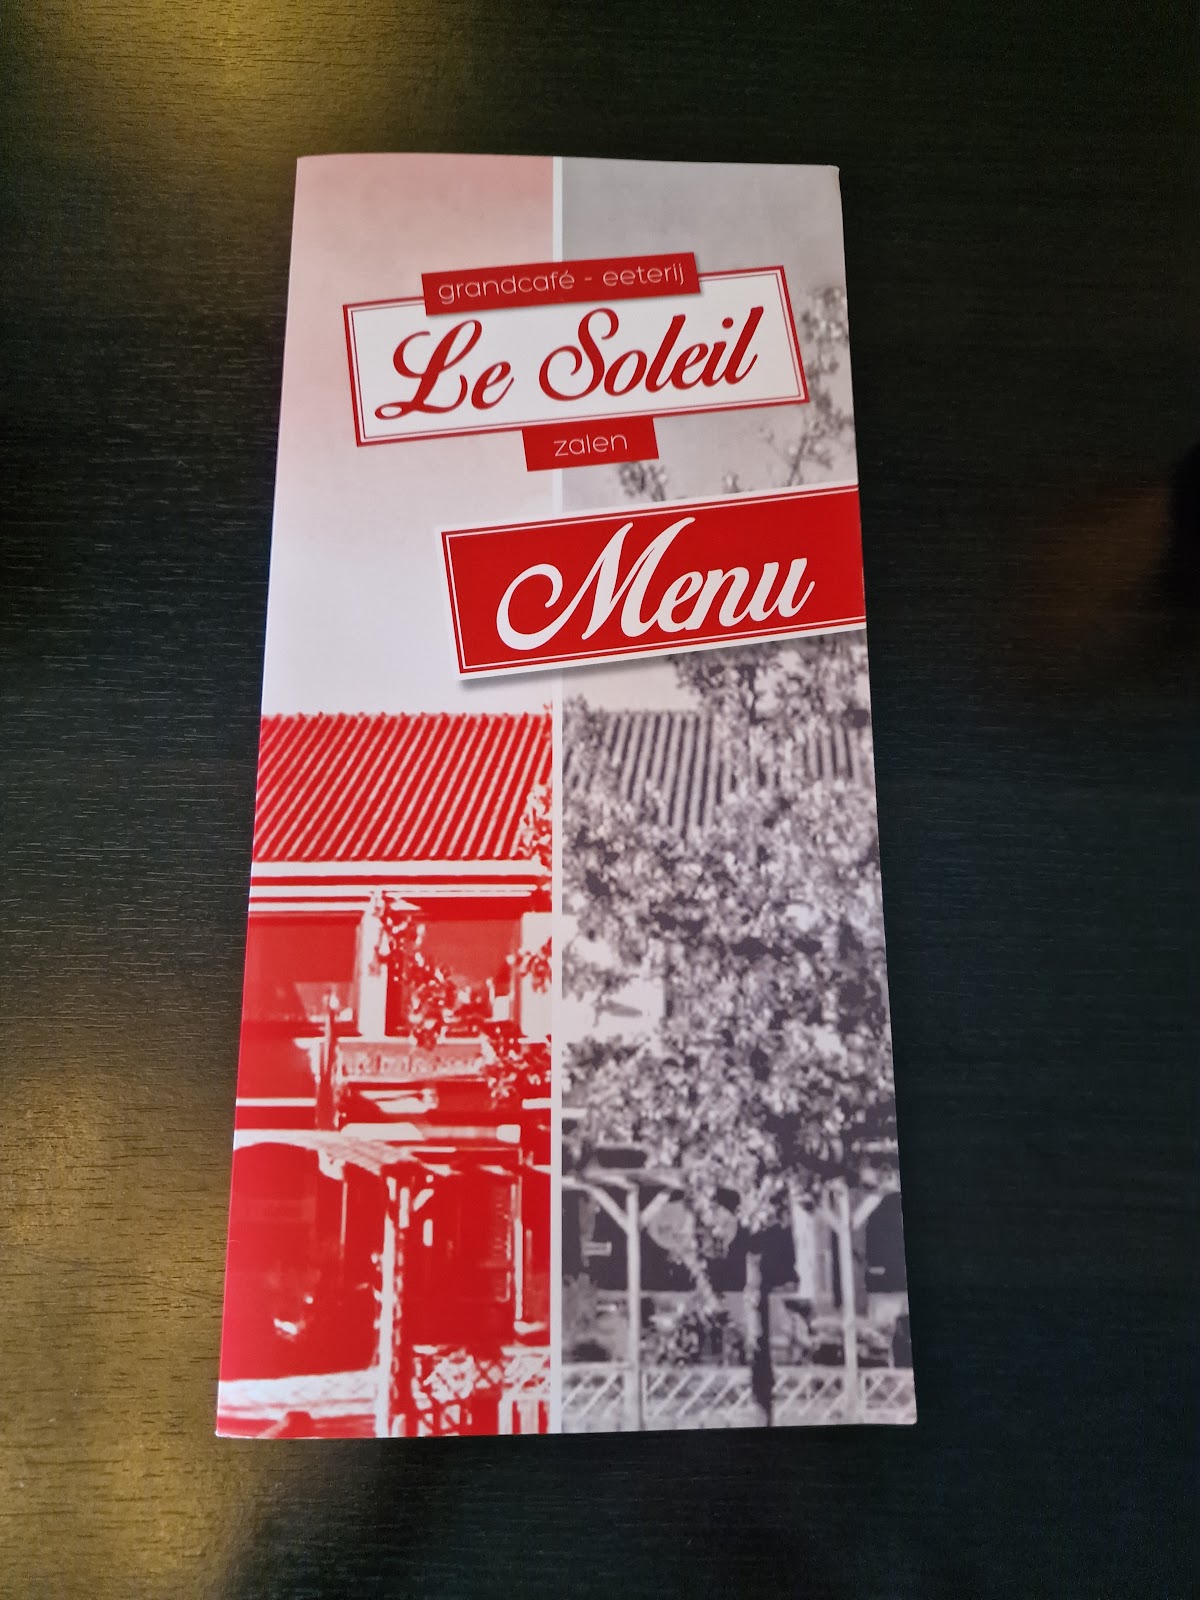 grandcafé - eeterij
Le Soleil
zalen
Menu